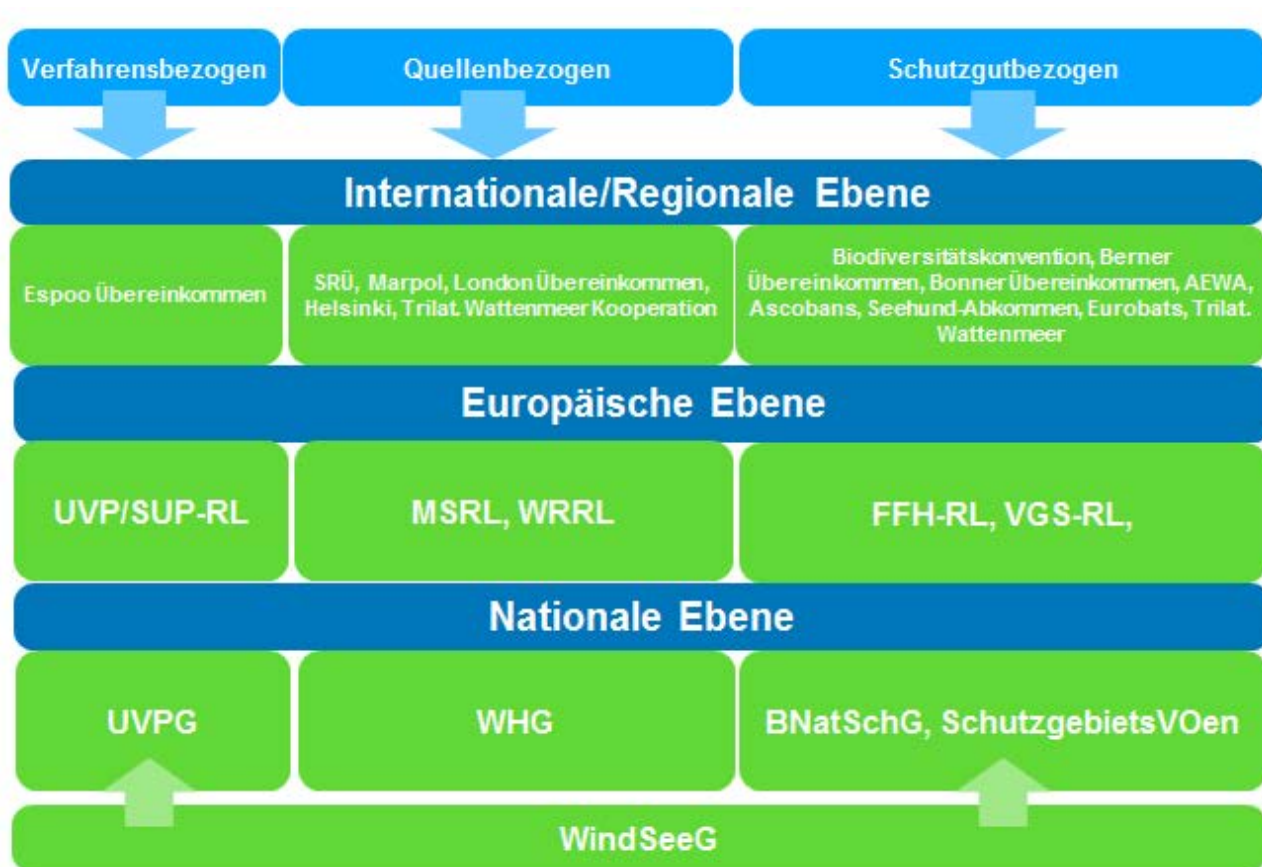 Verfahrensbezogen
Quellenbezogen
Schutzgutbezogen
Internationale/Regionale Ebene
Espoo Übereinkommen
SRÜ, Marpol, London Übereinkommen,
Helsinki, Trilat. Wattenmeer Kooperation
Biodiversitätskonvention, Berner
Übereinkommen, Bonner Übereinkommen, AEWA,
Ascobans, Seehund-Abkommen, Eurobats, Trilat.
Wattenmeer
Europäische Ebene
UVP/SUP-RL
MSRL, WRRL
FFH-RL, VGS-RL,
Nationale Ebene
UVPG
WHG
BNatSchG, SchutzgebietsVOen
WindSeeG